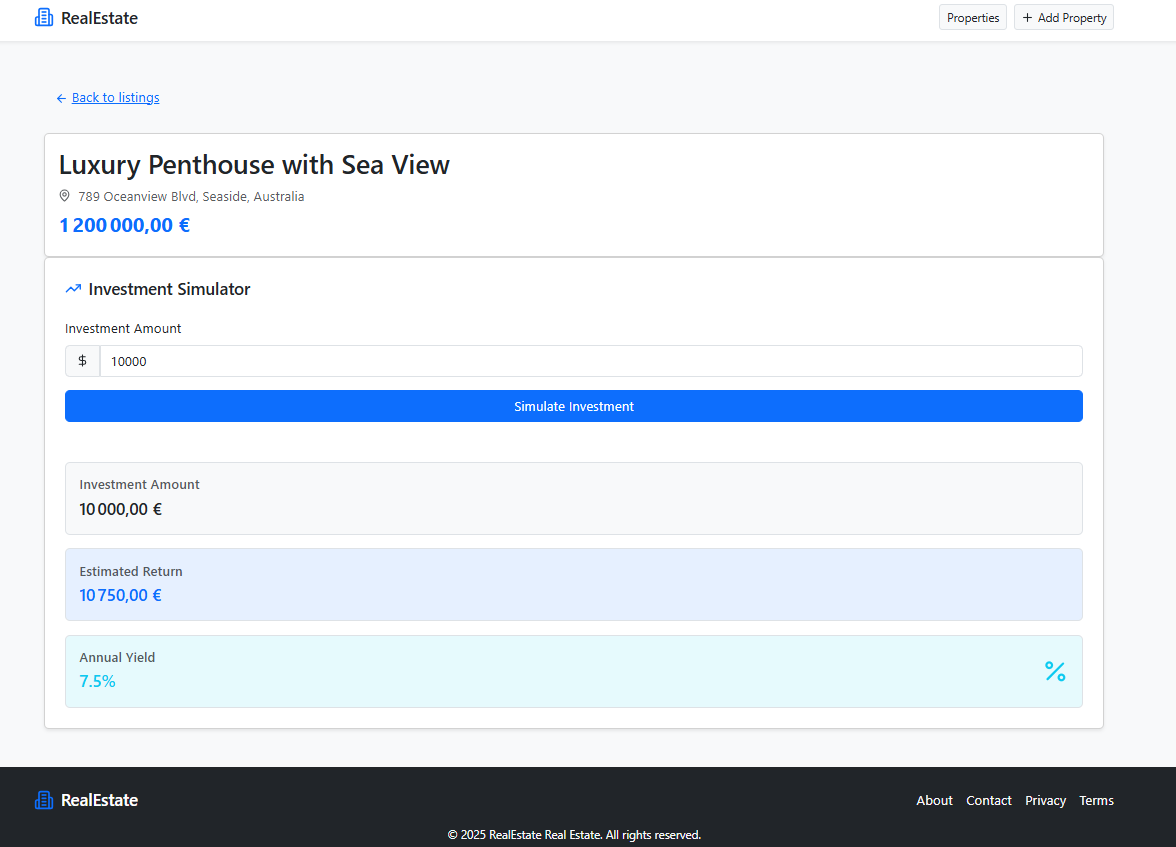 RealEstate
Properties
+ Add Property
← Back to listings
Luxury Penthouse with Sea View
789 Oceanview Blvd, Seaside, Australia
1 200 000,00 €
Investment Simulator
Investment Amount
$ 10000
Simulate Investment
Investment Amount
10 000,00 €
Estimated Return
10 750,00 €
Annual Yield
7.5%
%
RealEstate
About Contact Privacy Terms
© 2025 RealEstate Real Estate. All rights reserved.